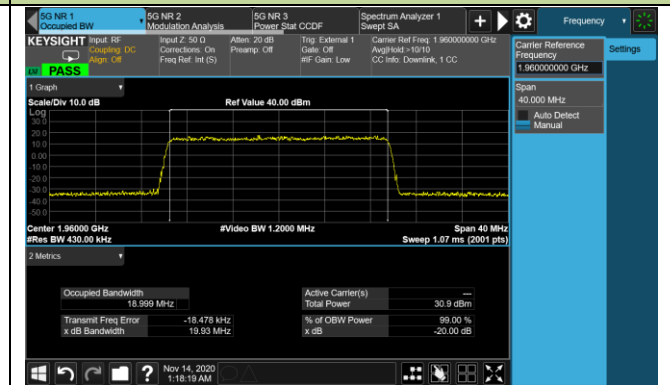 5G NR 1
Occupied BW
5G NR 2
Modulation Analysis
5G NR 3
Power Stat CCDF
Spectrum Analyzer 1
Swept SA
Frequency
KEYSIGHT
Input: RF
Coupling: DC
Align: Off
Input Z: 50 Ω
Corrections: On
Freq Ref: Int (S)
Atten: 20 dB
Preamp: Off
Trig: External 1
Gate: Off
#IF Gain: Low
Carrier Ref Freq: 1.960000000 GHz
Avg|Hold:>10/10
CC Info: Downlink, 1 CC
PASS
Carrier Reference
Frequency
1.960000000 GHz
Settings
Span
40.000 MHz
Auto Detect
Manual
1 Graph
Scale/Div 10.0 dB
Ref Value 40.00 dBm
Log
30.0
20.0
10.0
0.00
-10.0
-20.0
-30.0
-40.0
-50.0
Center 1.96000 GHz
#Video BW 1.2000 MHz
Span 40 MHz
#Res BW 430.00 kHz
Sweep 1.07 ms (2001 pts)
2 Metrics
Occupied Bandwidth
18.999 MHz
Active Carrier(s)
—
Total Power
30.9 dBm
Transmit Freq Error
-18.478 kHz
% of OBW Power
99.00 %
x dB Bandwidth
19.93 MHz
x dB
-20.00 dB
Nov 14, 2020
1:18:19 AM